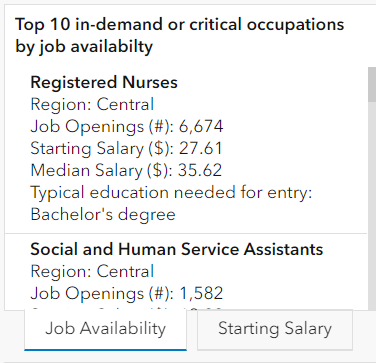 Top 10 in-demand or critical occupations
by job availabilty
Registered Nurses
Region: Central
Job Openings (#): 6,674
Starting Salary ($): 27.61
Median Salary ($): 35.62
Typical education needed for entry:
Bachelor's degree
Social and Human Service Assistants
Region: Central
Job Openings (#): 1,582
Job Availability
Starting Salary